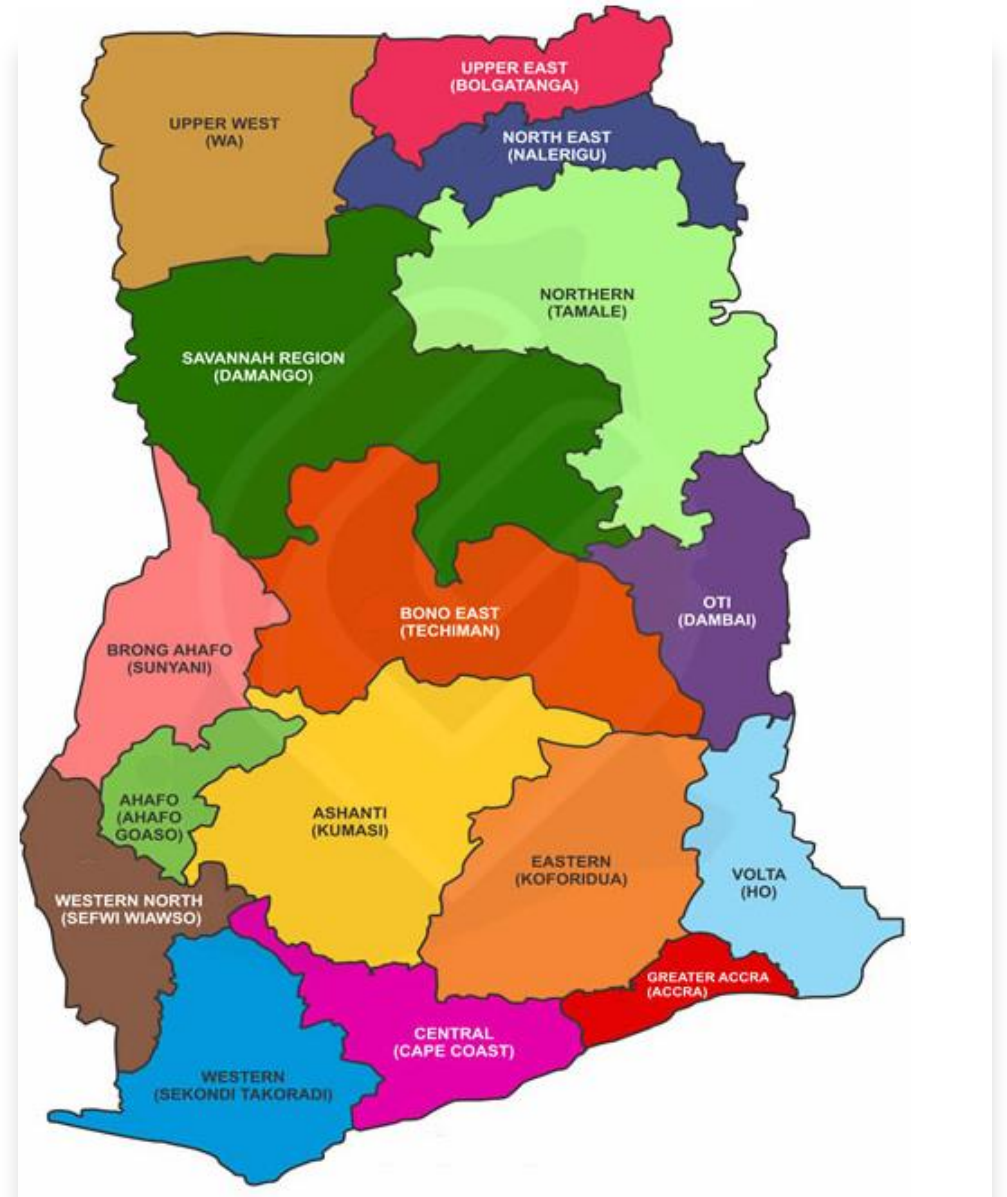 UPPER EAST
(BOLGATANGA)
UPPER WEST
(WA)
NORTH EAST
(NALERIGU)
NORTHERN
(TAMALE)
SAVANNAH REGION
(DAMANGO)
OTI
(DAMBAI)
BONO EAST
(TECHIMAN)
BRONG AHAFO
(SUNYANI)
AHAFO
(AHAFO
GOASO)
ASHANTI
(KUMASI)
EASTERN
(KOFORIDUA)
VOLTA
(HO)
WESTERN NORTH
(SEFWI WIAWSO)
GREATER ACCRA
(ACCRA)
CENTRAL
(CAPE COAST)
WESTERN
(SEKONDI TAKORADI)